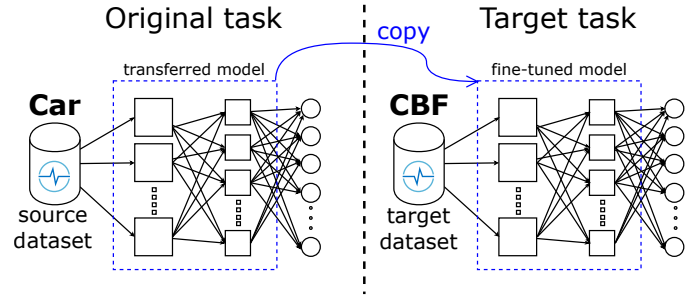 Original task
Target task
copy
transferred model
fine-tuned model
Car
CBF
source
dataset
target
dataset